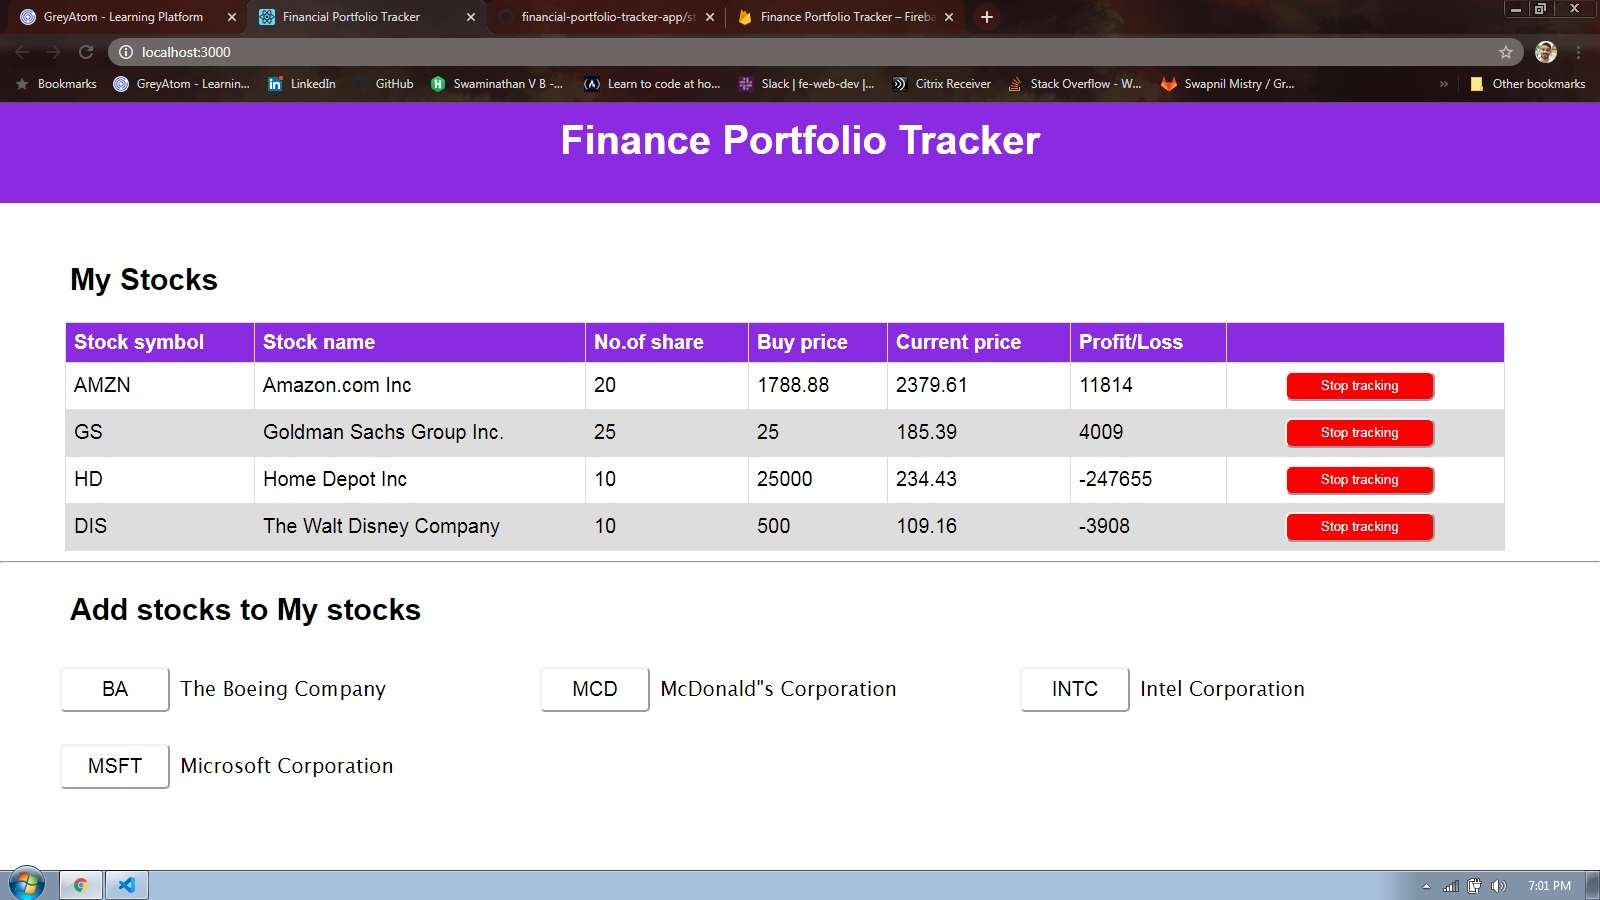 GreyAtom - Learning Platform
Financial Portfolio Tracker
financial-portfolio-tracker-app/st
Finance Portfolio Tracker – Fireba
localhost:3000
Bookmarks
GreyAtom - Learnin...
LinkedIn
GitHub
Swaminathan V B -...
Learn to code at ho...
Slack | fe-web-dev |...
Citrix Receiver
Stack Overflow - W...
Swapnil Mistry / Gr...
Other bookmarks
Finance Portfolio Tracker
My Stocks
Stock symbol Stock name No.of share Buy price Current price Profit/Loss
AMZN Amazon.com Inc 20 1788.88 2379.61 11814 Stop tracking
GS Goldman Sachs Group Inc. 25 25 185.39 4009 Stop tracking
HD Home Depot Inc 10 25000 234.43 -247655 Stop tracking
DIS The Walt Disney Company 10 500 109.16 -3908 Stop tracking
Add stocks to My stocks
BA The Boeing Company
MCD McDonald"s Corporation
INTC Intel Corporation
MSFT Microsoft Corporation
7:01 PM